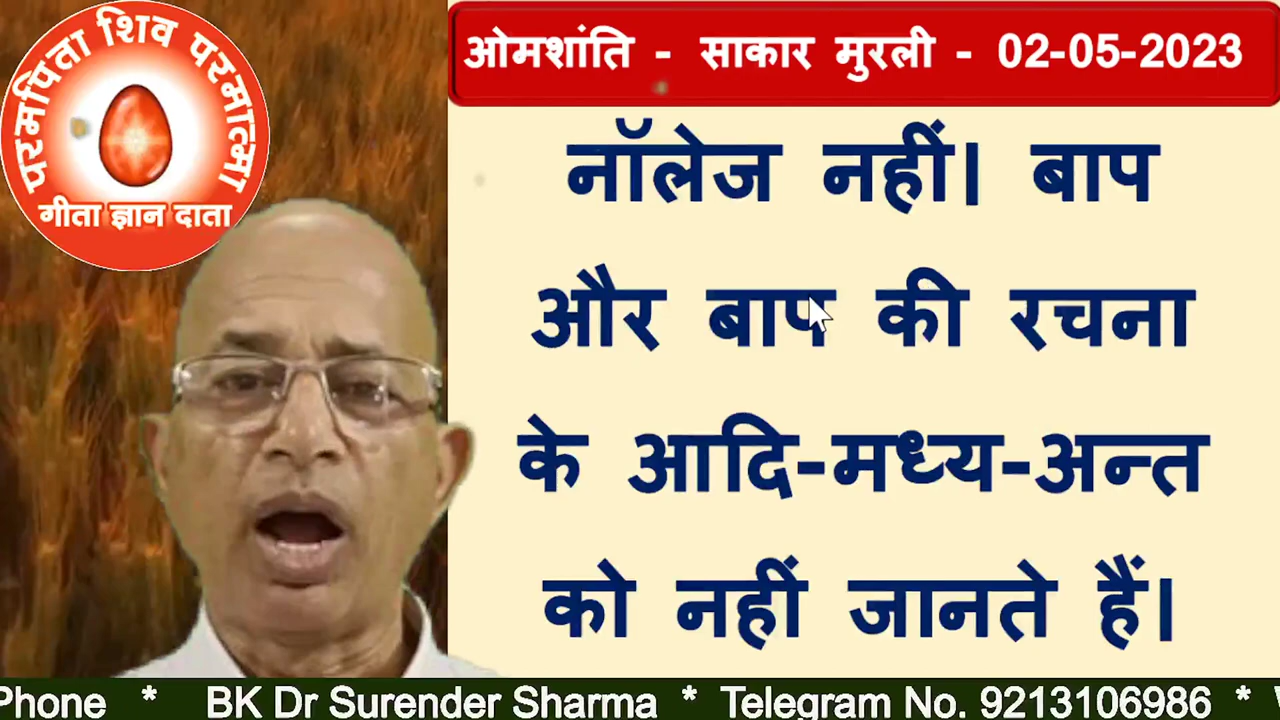 परमपिता शिव परमात्मा
गीता ज्ञान दाता
ओमशांति - साकार मुरली - 02-05-2023
नॉलेज नहीं। बाप
और बाप की रचना
के आदि-मध्य-अन्त
को नहीं जानते हैं।
Phone * BK Dr Surender Sharma * Telegram No. 9213106986 *